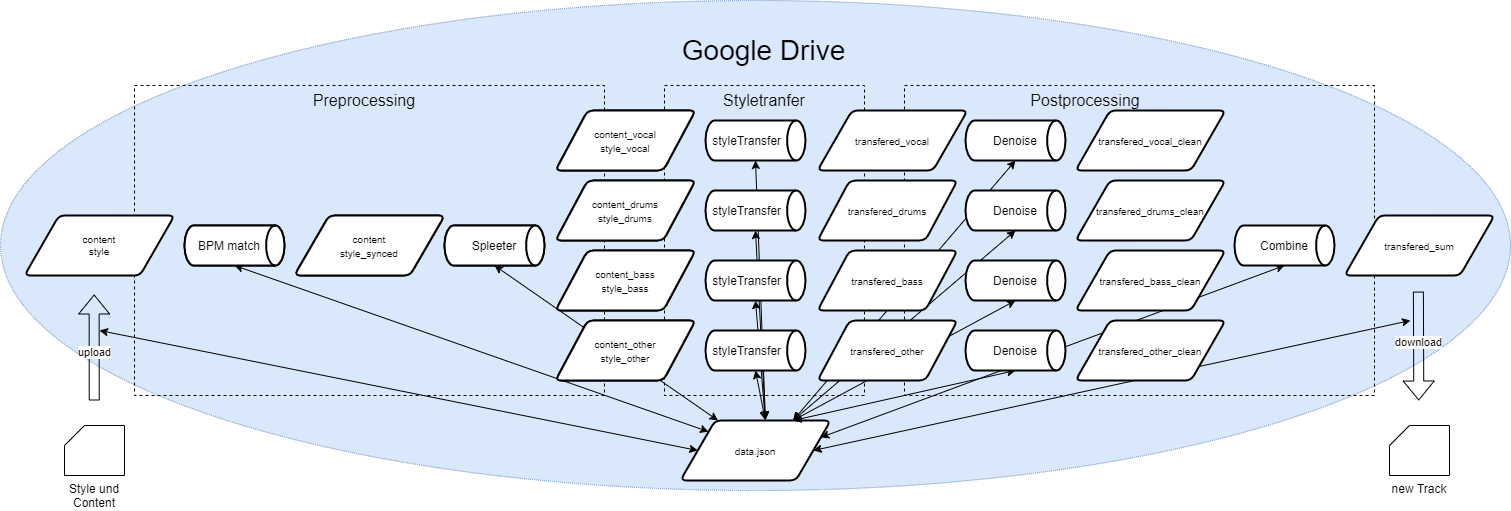 Google Drive
Preprocessing
Styletranfer
Postprocessing
content_vocal
style_vocal
styleTransfer
transfered_vocal
Denoise
transfered_vocal_clean
content_drums
style_drums
styleTransfer
transfered_drums
Denoise
transfered_drums_clean
content
style
BPM match
content
style_synced
Spleeter
Combine
transfered_sum
content_bass
style_bass
styleTransfer
transfered_bass
Denoise
transfered_bass_clean
content_other
style_other
styleTransfer
transfered_other
Denoise
transfered_other_clean
upload
download
data.json
Style und
Content
new Track